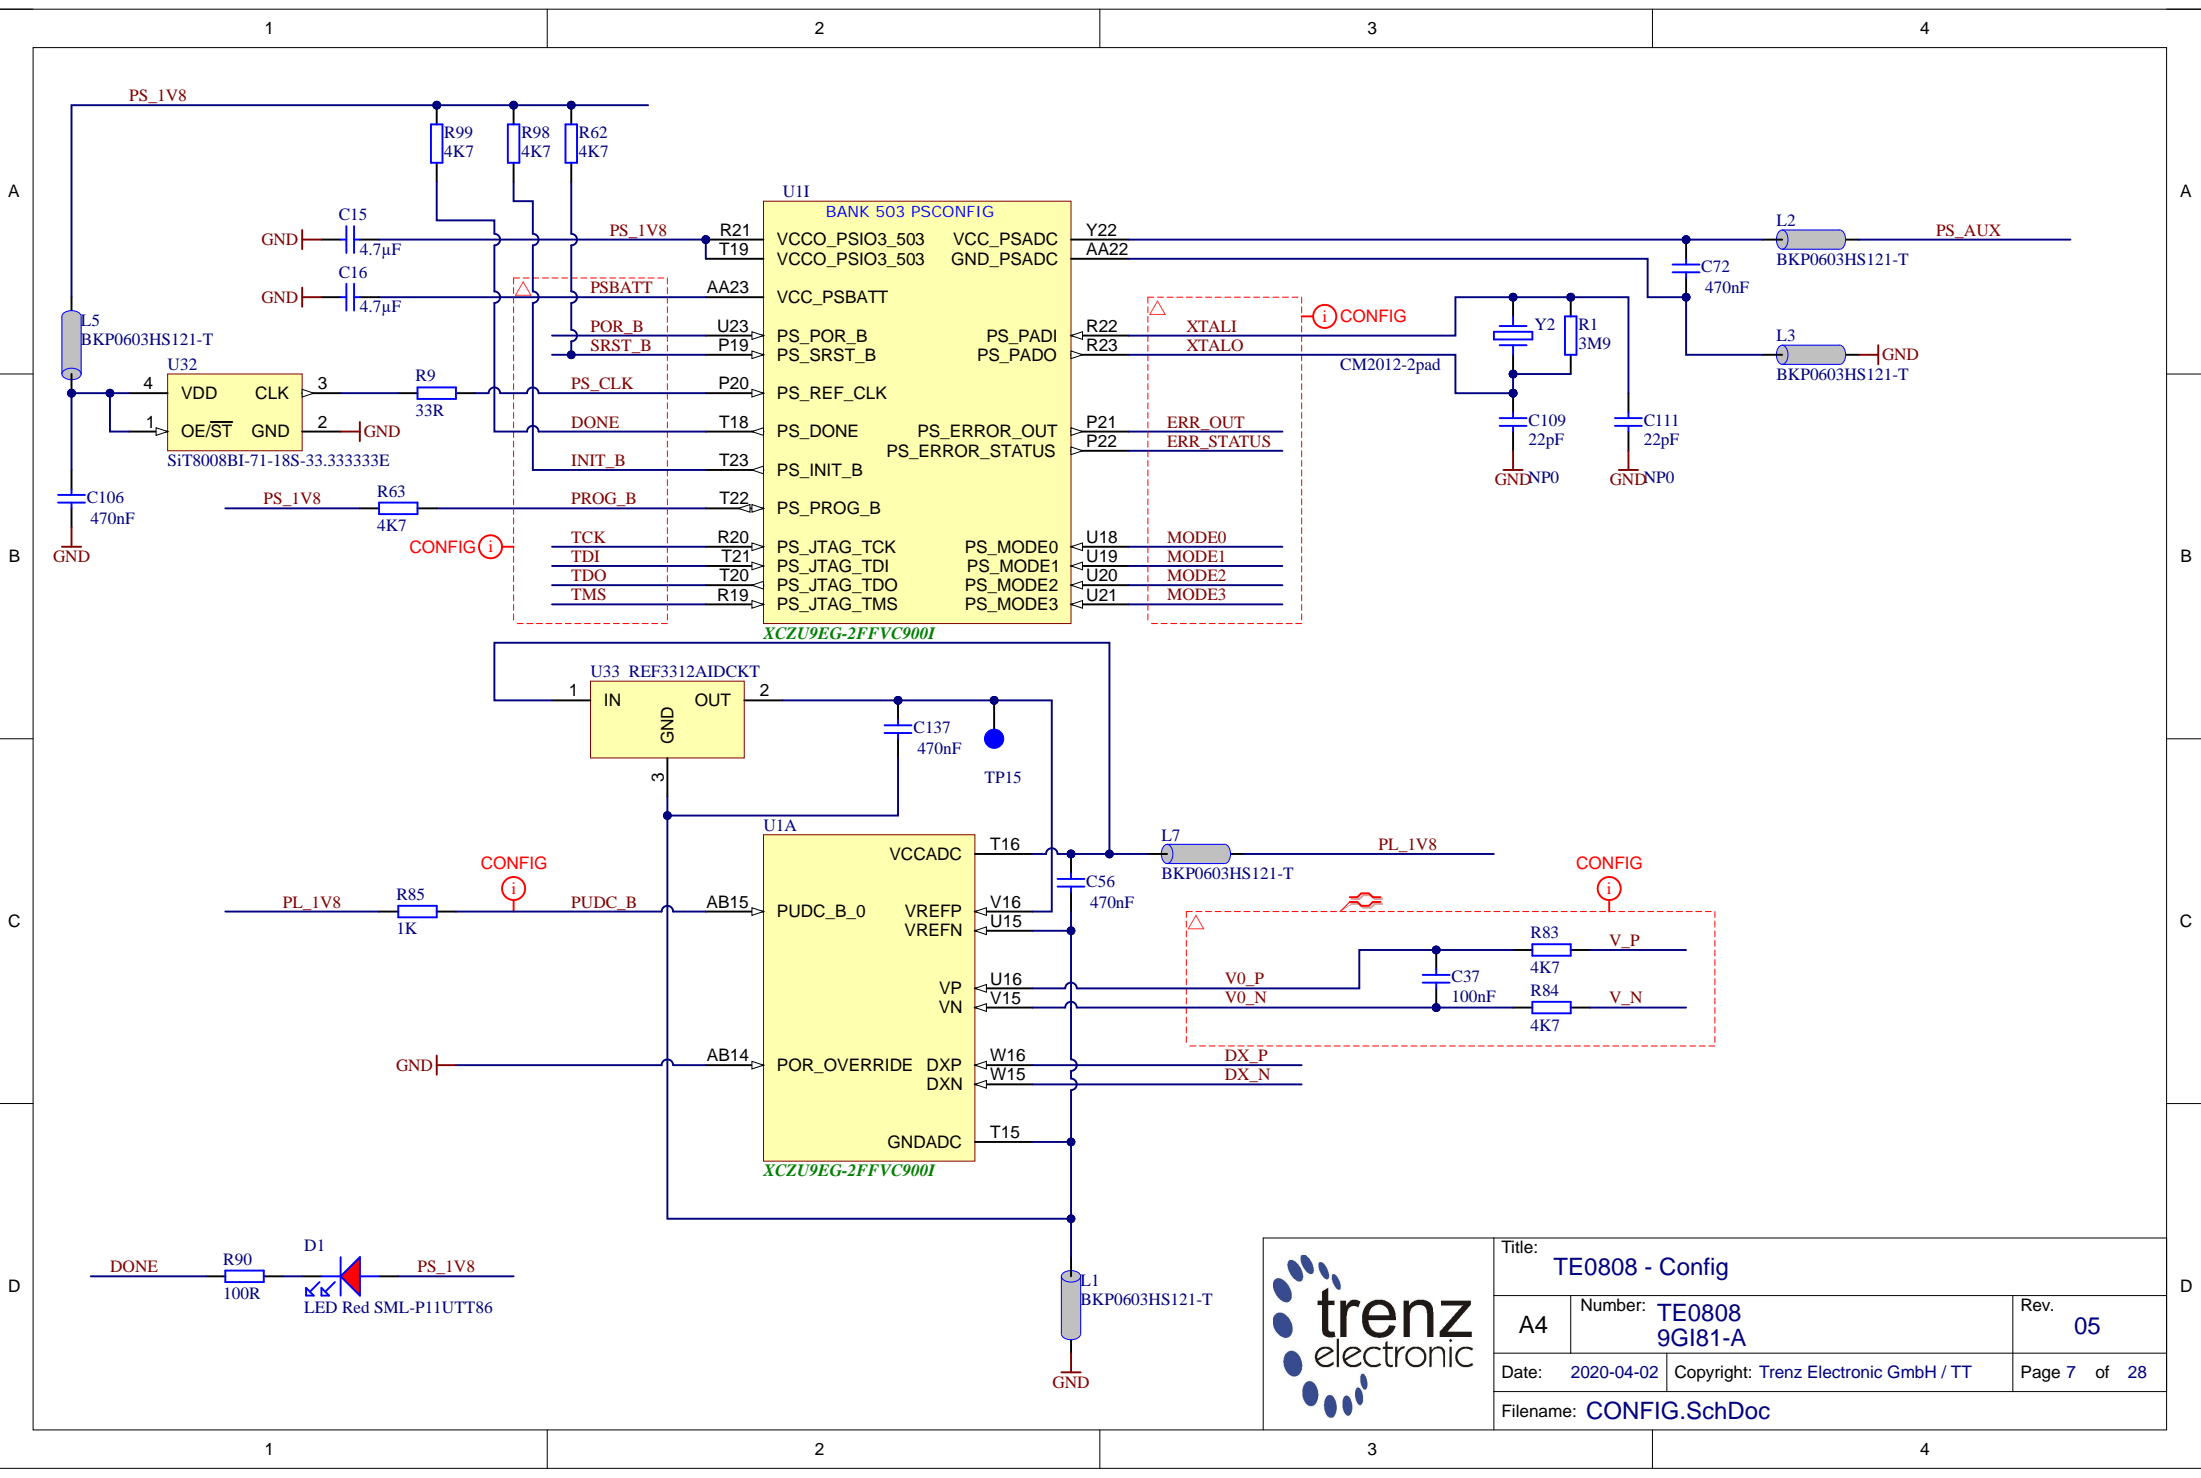 1 2 3 4
PS_1V8
R99 R98 R62
4K7 4K7 4K7
A A
U1I
BANK 503 PSCONFIG
C15
GND 4.7µF PS_1V8 R21 VCCO_PSIO3_503 VCC_PSADC Y22
T19 VCCO_PSIO3_503 GND_PSADC AA22
L2
PS_AUX
BKP0603HS121-T
C72
470nF
C16
GND 4.7µF PSBATT AA23 VCC_PSBATT
POR_B U23 PS_POR_B PS_PADI R22 XTALI
SRST_B P19 PS_SRST_B PS_PADO R23 XTALO
CONFIG
Y2 R1
3M9
CM2012-2pad
L3
GND
BKP0603HS121-T
L5
BKP0603HS121-T
U32
4 VDD CLK 3 R9 33R PS_CLK P20 PS_REF_CLK
1 OE/ST GND 2 GND DONE T18 PS_DONE PS_ERROR_OUT P21 ERR_OUT
PS_ERROR_STATUS P22 ERR_STATUS
SiT8008BI-71-18S-33.333333E INIT_B T23 PS_INIT_B
C109 C111
22pF 22pF
GND NP0 GND NP0
C106
470nF
GND
PS_1V8 R63 4K7 PROG_B T22 PS_PROG_B
CONFIG
B B
TCK R20 PS_JTAG_TCK PS_MODE0 U18 MODE0
TDI T21 PS_JTAG_TDI PS_MODE1 U19 MODE1
TDO T20 PS_JTAG_TDO PS_MODE2 U20 MODE2
TMS R19 PS_JTAG_TMS PS_MODE3 U21 MODE3
XCZU9EG-2FFVC900I
U33 REF3312AIDCKT
1 IN OUT 2
GND
3
C137
470nF
TP15
U1A
VCCADC T16
L7
PL_1V8
BKP0603HS121-T
C56
470nF
CONFIG CONFIG
C C
PL_1V8 R85 1K PUDC_B AB15 PUDC_B_0 VREFP V16
VREFN U15
R83 V_P
4K7
VP U16 V0_P
VN V15 V0_N
C37
100nF
R84 V_N
4K7
GND AB14 POR_OVERRIDE DXP W16 DX_P
DXN W15 DX_N
GNDADC T15
XCZU9EG-2FFVC900I
D D
DONE R90 100R D1 PS_1V8
LED Red SML-P11UTT86
L1
BKP0603HS121-T
GND
trenz
electronic
Title:
TE0808 - Config
A4 Number: TE0808
9GI81-A
Rev.
05
Date: 2020-04-02 Copyright: Trenz Electronic GmbH / TT Page 7 of 28
Filename: CONFIG.SchDoc
1 2 3 4